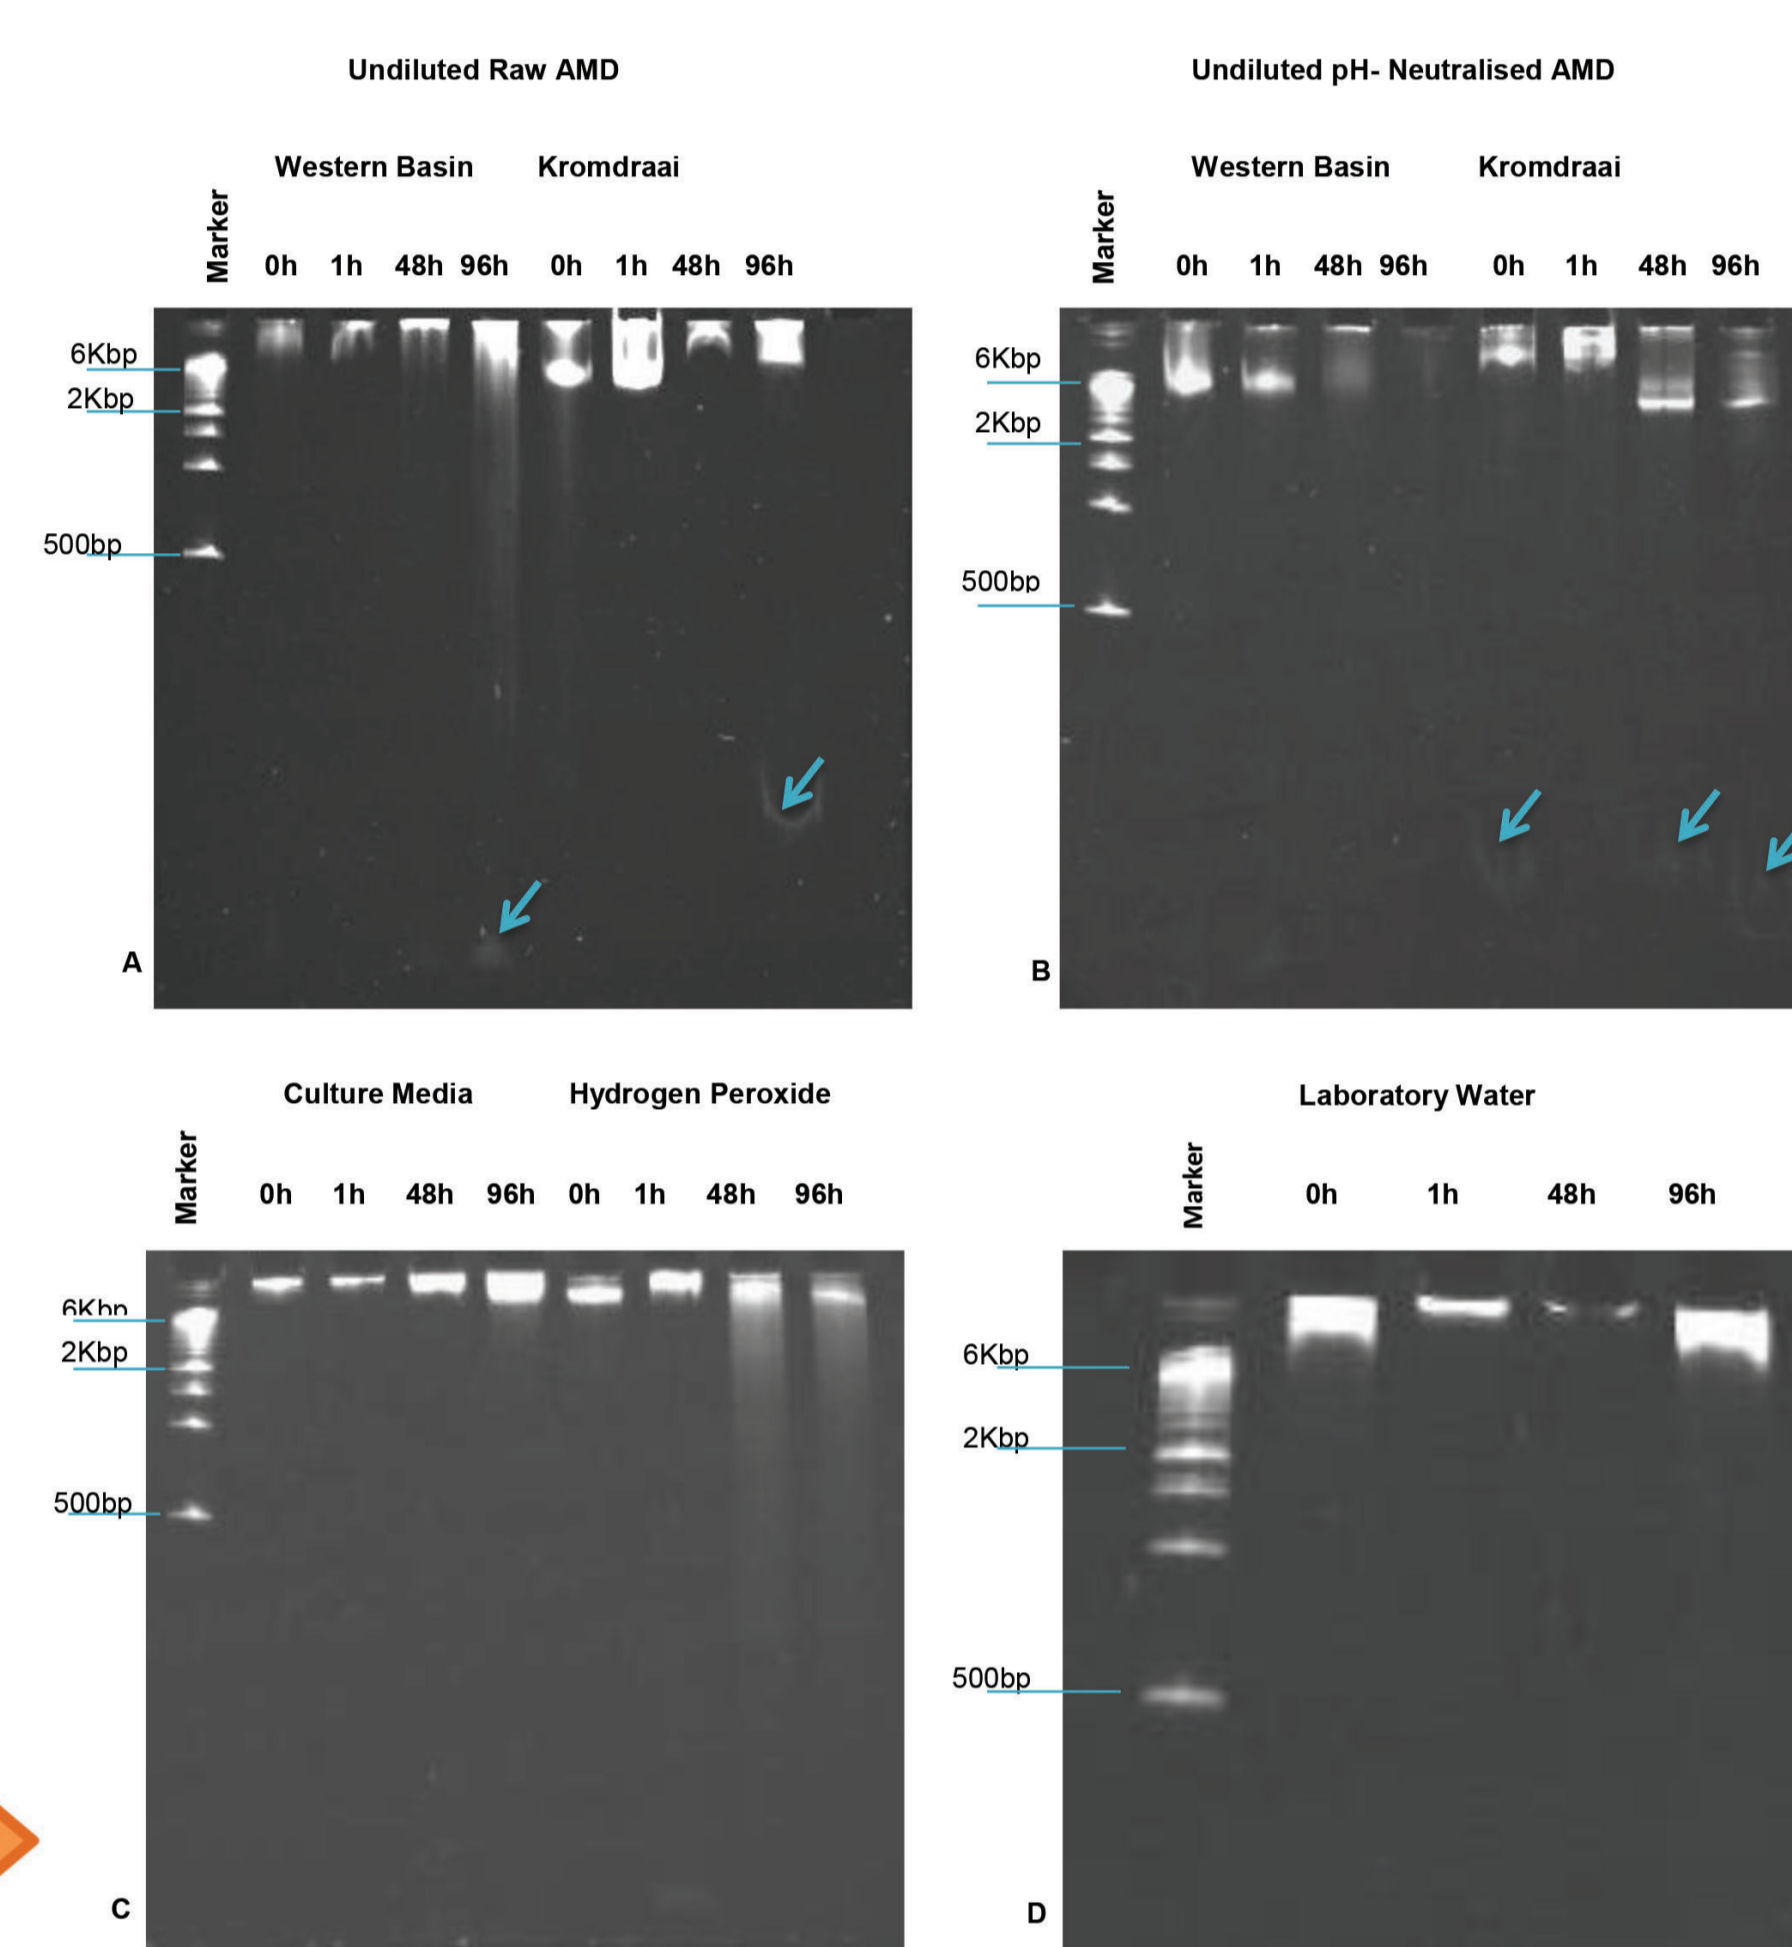 Undiluted Raw AMD
Western Basin Kromdraai
Marker
0h 1h 48h 96h 0h 1h 48h 96h
6Kbp
2Kbp
500bp
A
Undiluted pH- Neutralised AMD
Western Basin Kromdraai
Marker
0h 1h 48h 96h 0h 1h 48h 96h
6Kbp
2Kbp
500bp
B
Culture Media Hydrogen Peroxide
Marker
0h 1h 48h 96h 0h 1h 48h 96h
6Kbp
2Kbp
500bp
C
Laboratory Water
Marker
0h 1h 48h 96h
6Kbp
2Kbp
500bp
D